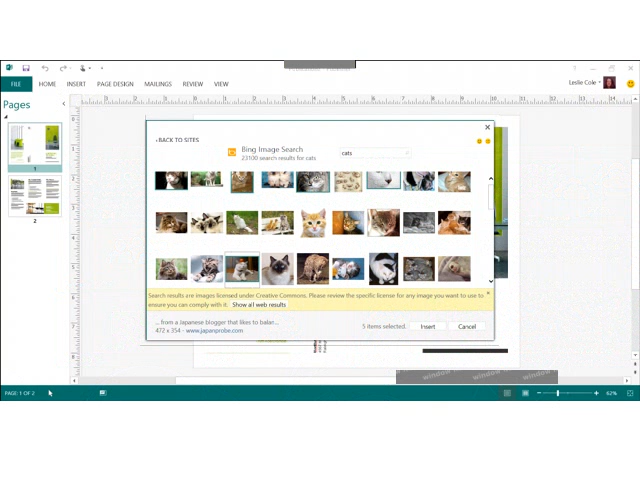 FILE HOME INSERT PAGE DESIGN MAILINGS REVIEW VIEW
Leslie Cole
Pages
BACK TO SITES
Bing Image Search
23100 search results for cats
cats
1
2
Search results are images licensed under Creative Commons. Please review the specific license for any image you want to use to
ensure you can comply with it. Show all web results
... from a Japanese blogger that likes to balan...
472 x 354 - www.japanprobe.com
5 items selected. Insert Cancel
window window window
PAGE 1 OF 2
62%